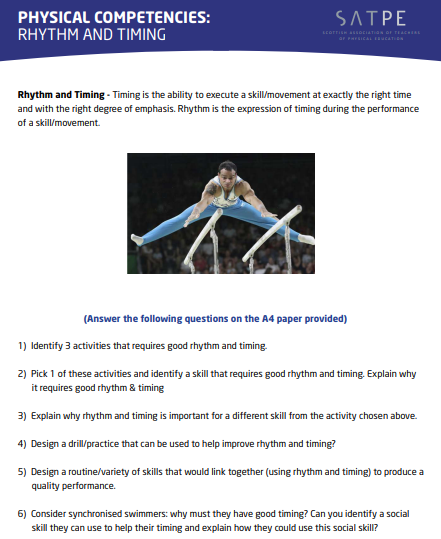 PHYSICAL COMPETENCIES:
RHYTHM AND TIMING
SATPE
SCOTTISH ASSOCIATION OF TEACHERS
OF PHYSICAL EDUCATION
Rhythm and Timing - Timing is the ability to execute a skill/movement at exactly the right time
and with the right degree of emphasis. Rhythm is the expression of timing during the performance
of a skill/movement.
(Answer the following questions on the A4 paper provided)
1) Identify 3 activities that requires good rhythm and timing.
2) Pick 1 of these activities and identify a skill that requires good rhythm and timing. Explain why
it requires good rhythm & timing
3) Explain why rhythm and timing is important for a different skill from the activity chosen above.
4) Design a drill/practice that can be used to help improve rhythm and timing?
5) Design a routine/variety of skills that would link together (using rhythm and timing) to produce a
quality performance.
6) Consider synchronised swimmers: why must they have good timing? Can you identify a social
skill they can use to help their timing and explain how they could use this social skill?